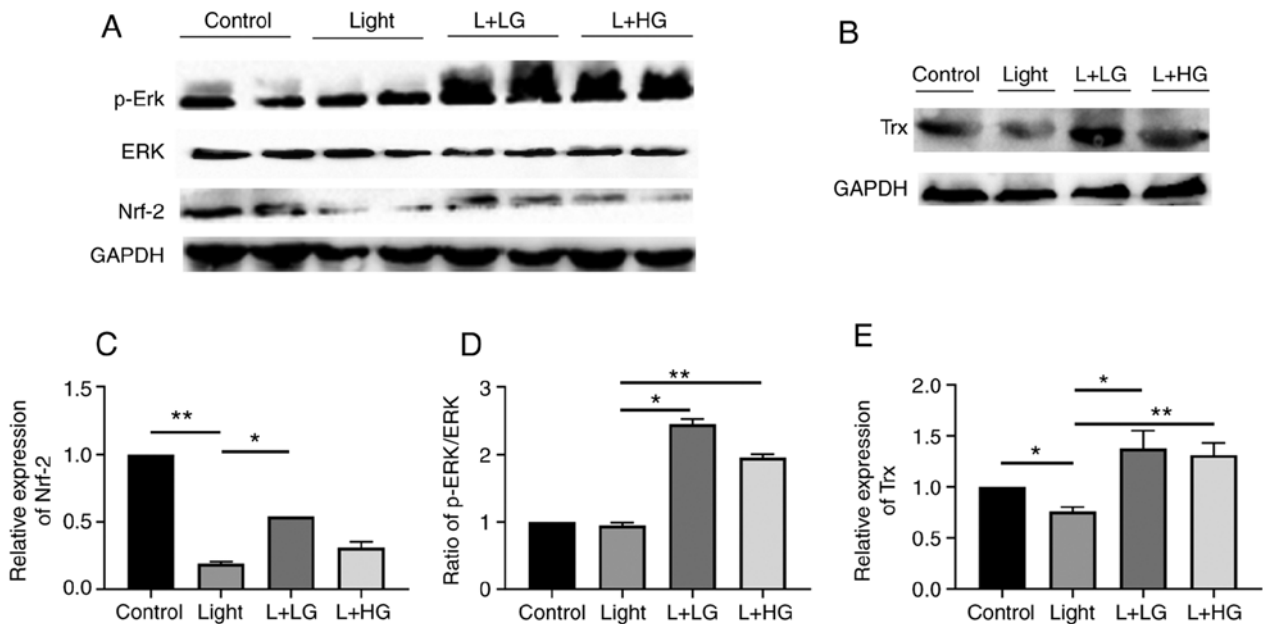 A
Control Light L+LG L+HG
p-Erk
ERK
Nrf-2
GAPDH
B
Control Light L+LG L+HG
Trx
GAPDH
C
Relative expression
of Nrf-2
1.5
1.0
0.5
0.0
**
*
Control Light L+LG L+HG
D
Ratio of p-ERK/ERK
3
2
1
0
**
*
Control Light L+LG L+HG
E
Relative expression
of Trx
2.0
1.5
1.0
0.5
0.0
*
**
*
Control Light L+LG L+HG